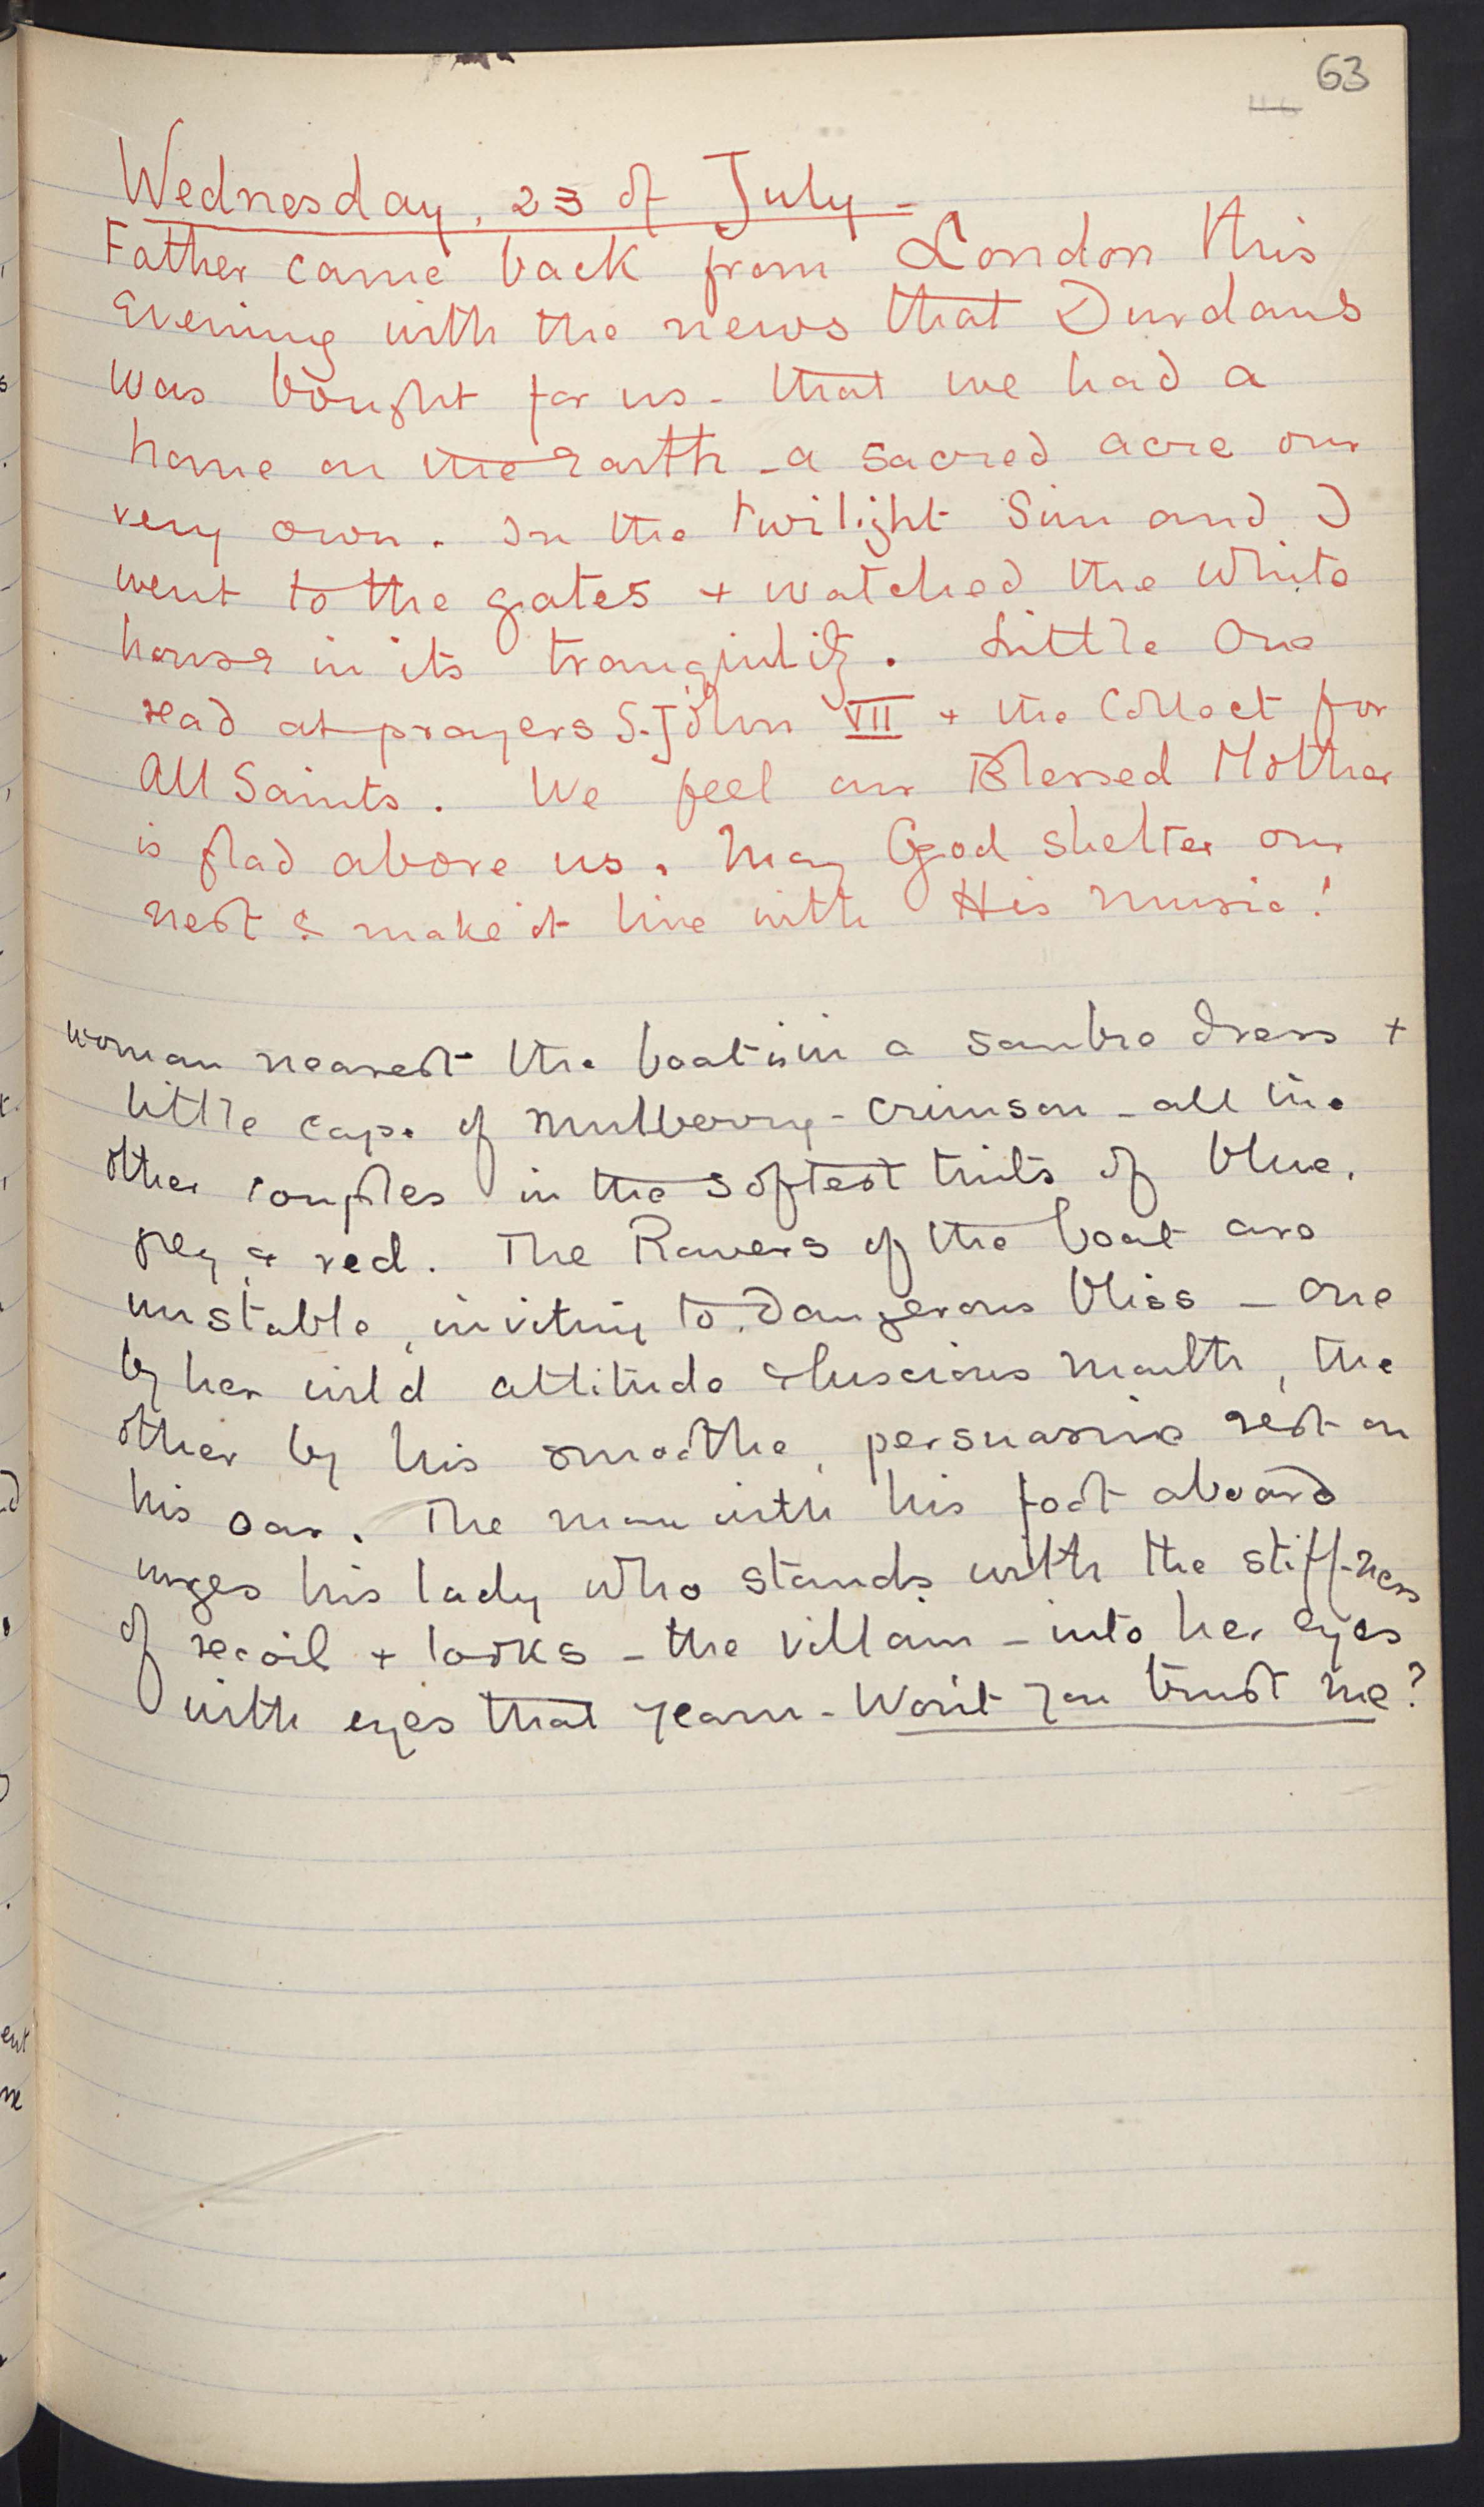 63
Wednesday, 23 of July -
Father came back from London this
Evening with the news that Durdans
was bought for us - that we had a
home on the Earth - a sacred acre our
very own. In the twilight Sim and I
went to the gates + watched the white
house in its tranquility. Little One
read at prayers S. John VII + the Collect for
All Saints. We feel our Blessed Mother
is glad above us. May God shelter our
nest & make it live with His music!
woman nearest the boat is in a sombre dress +
little cape of mulberry-crimson - all the
other couples in the softest tints of blue,
grey & red. The Rowers of the boat are
unstable, inviting to dangerous bliss - one
by her wild attitude & luscious mouth, the
other by his smoothe, persuasive rest on
his oar. The man with his foot aboard
urges his lady who stands with the stiff-ness
of recoil + looks - the villain - into her eyes
with eyes that yearn - Won't you trust me?